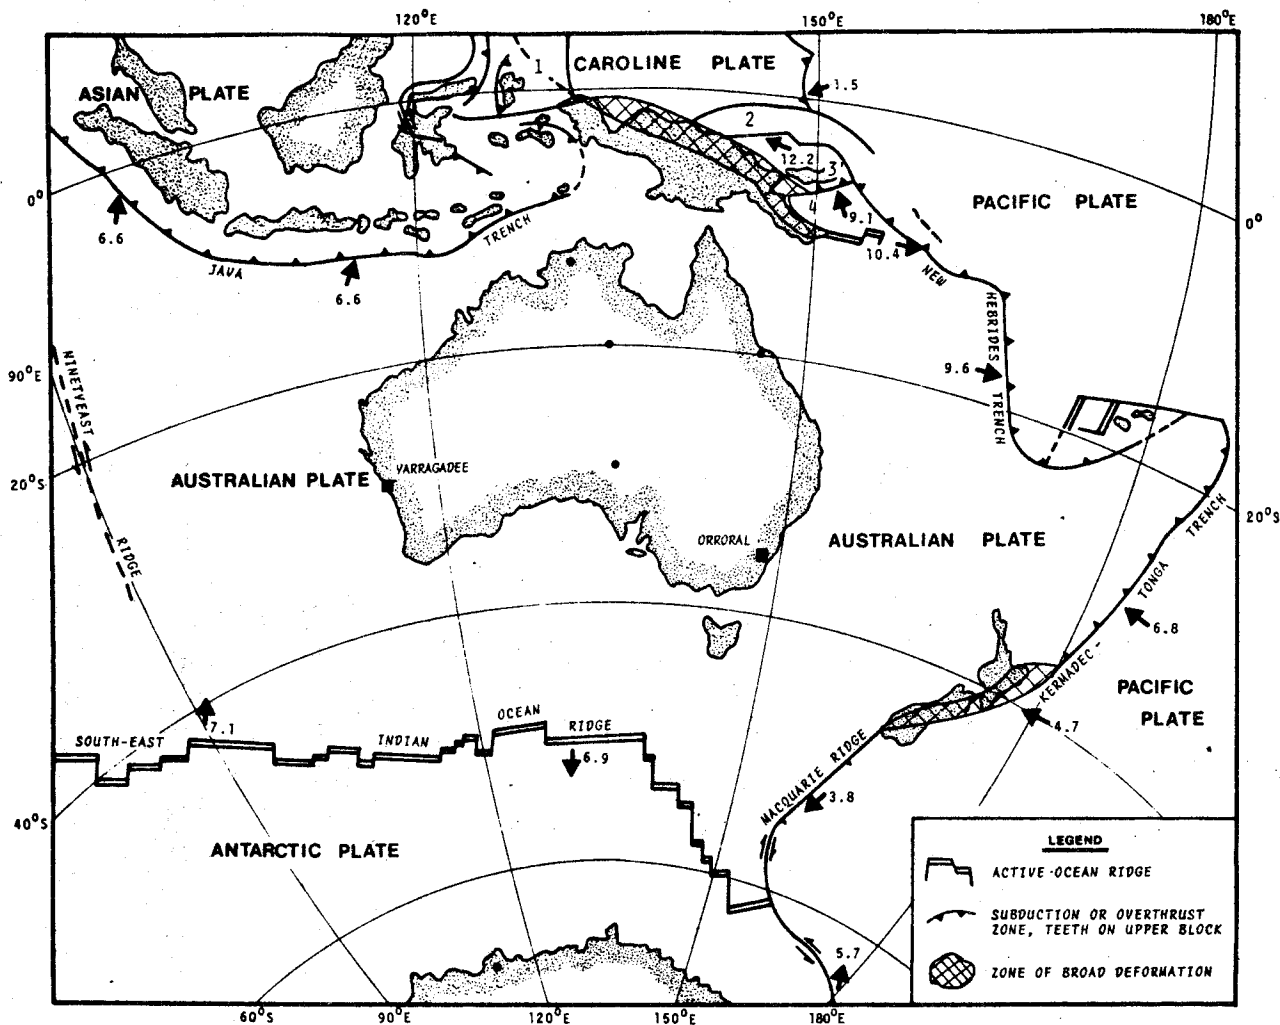 120°E
150°E
180°E
1
CAROLINE PLATE
1.5
ASIAN PLATE
2
12.2
3
PACIFIC PLATE
4
9.1
0°
0°
6.6
10.4
TRENCH
JAVA
NEW
6.6
HEBRIDES
TRENCH
9.6
90°E
NINETYEAST
RIDGE
YARRAGADEE
AUSTRALIAN PLATE
20°S
TRENCH
20°S
ORRORAL
AUSTRALIAN PLATE
TONGA
6.8
KERMADEC-
PACIFIC
PLATE
7.1
4.7
SOUTH-EAST
INDIAN
OCEAN
RIDGE
6.9
MACQUARIE RIDGE
3.8
40°S
ANTARCTIC PLATE
LEGEND
ACTIVE-OCEAN RIDGE
SUBDUCTION OR OVERTHRUST
ZONE, TEETH ON UPPER BLOCK
ZONE OF BROAD DEFORMATION
5.7
60°S
90°E
120°E
150°E
180°E